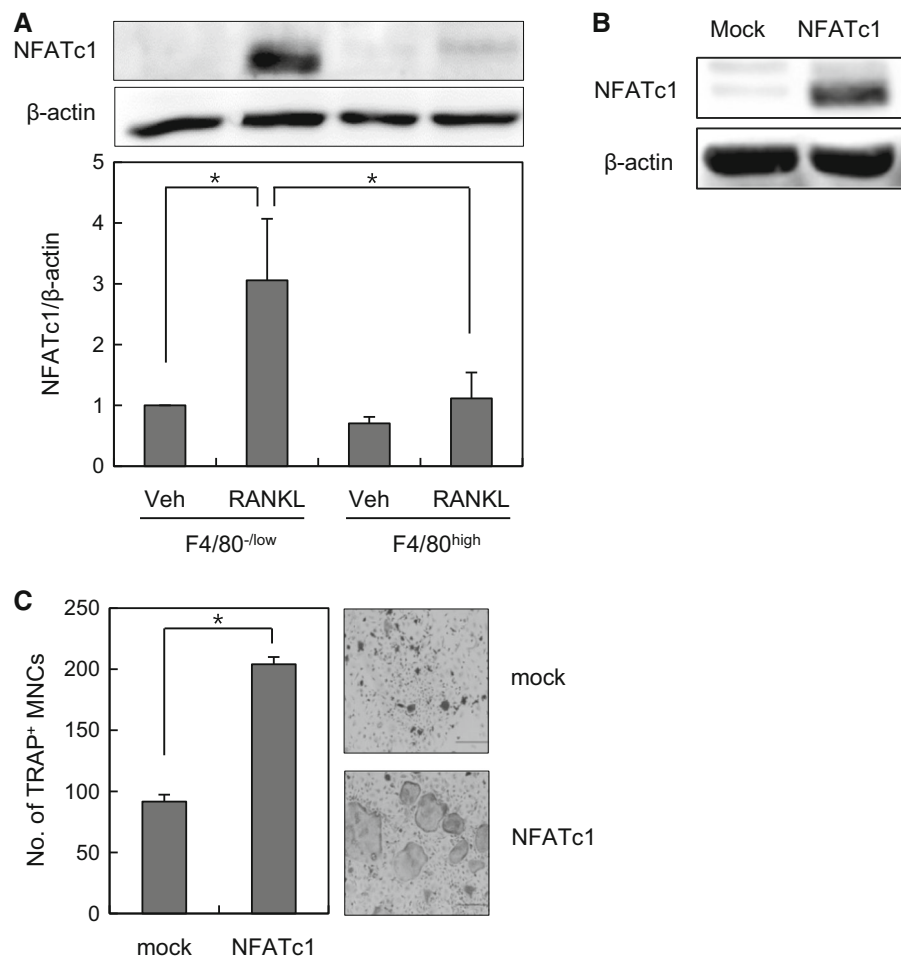 A
NFATc1
β-actin
5
4
3
2
1
0
NFATc1/β-actin
* *
Veh RANKL Veh RANKL
F4/80-/low F4/80high
B
Mock NFATc1
NFATc1
β-actin
C
250
200
150
100
50
0
No. of TRAP+ MNCs
*
mock NFATc1
mock
NFATc1